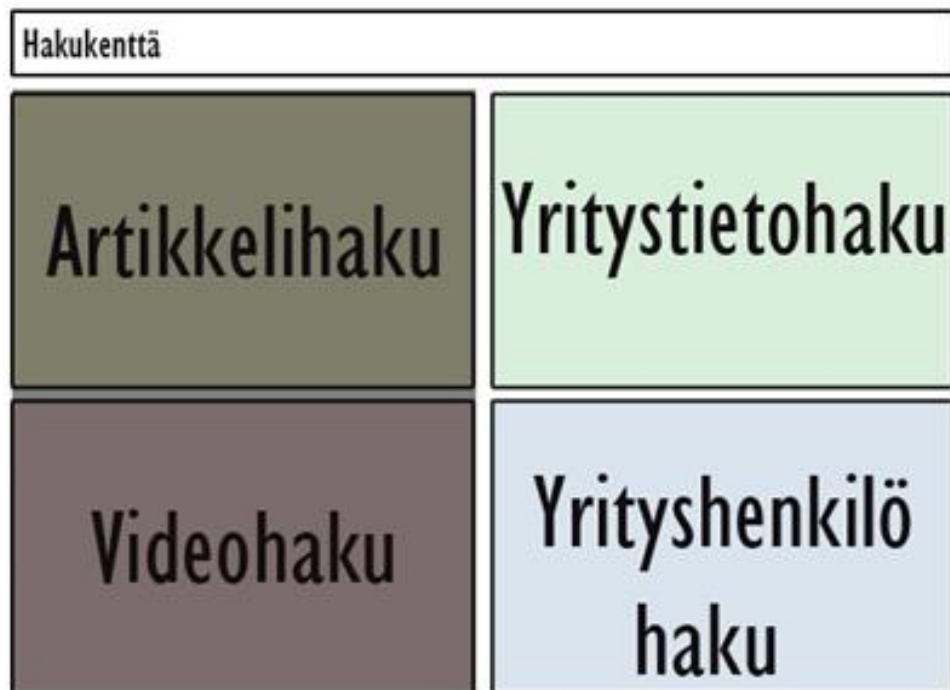 Hakukenttä
Artikkelihaku
Yritystietohaku
Videohaku
Yrityshenkilö
haku